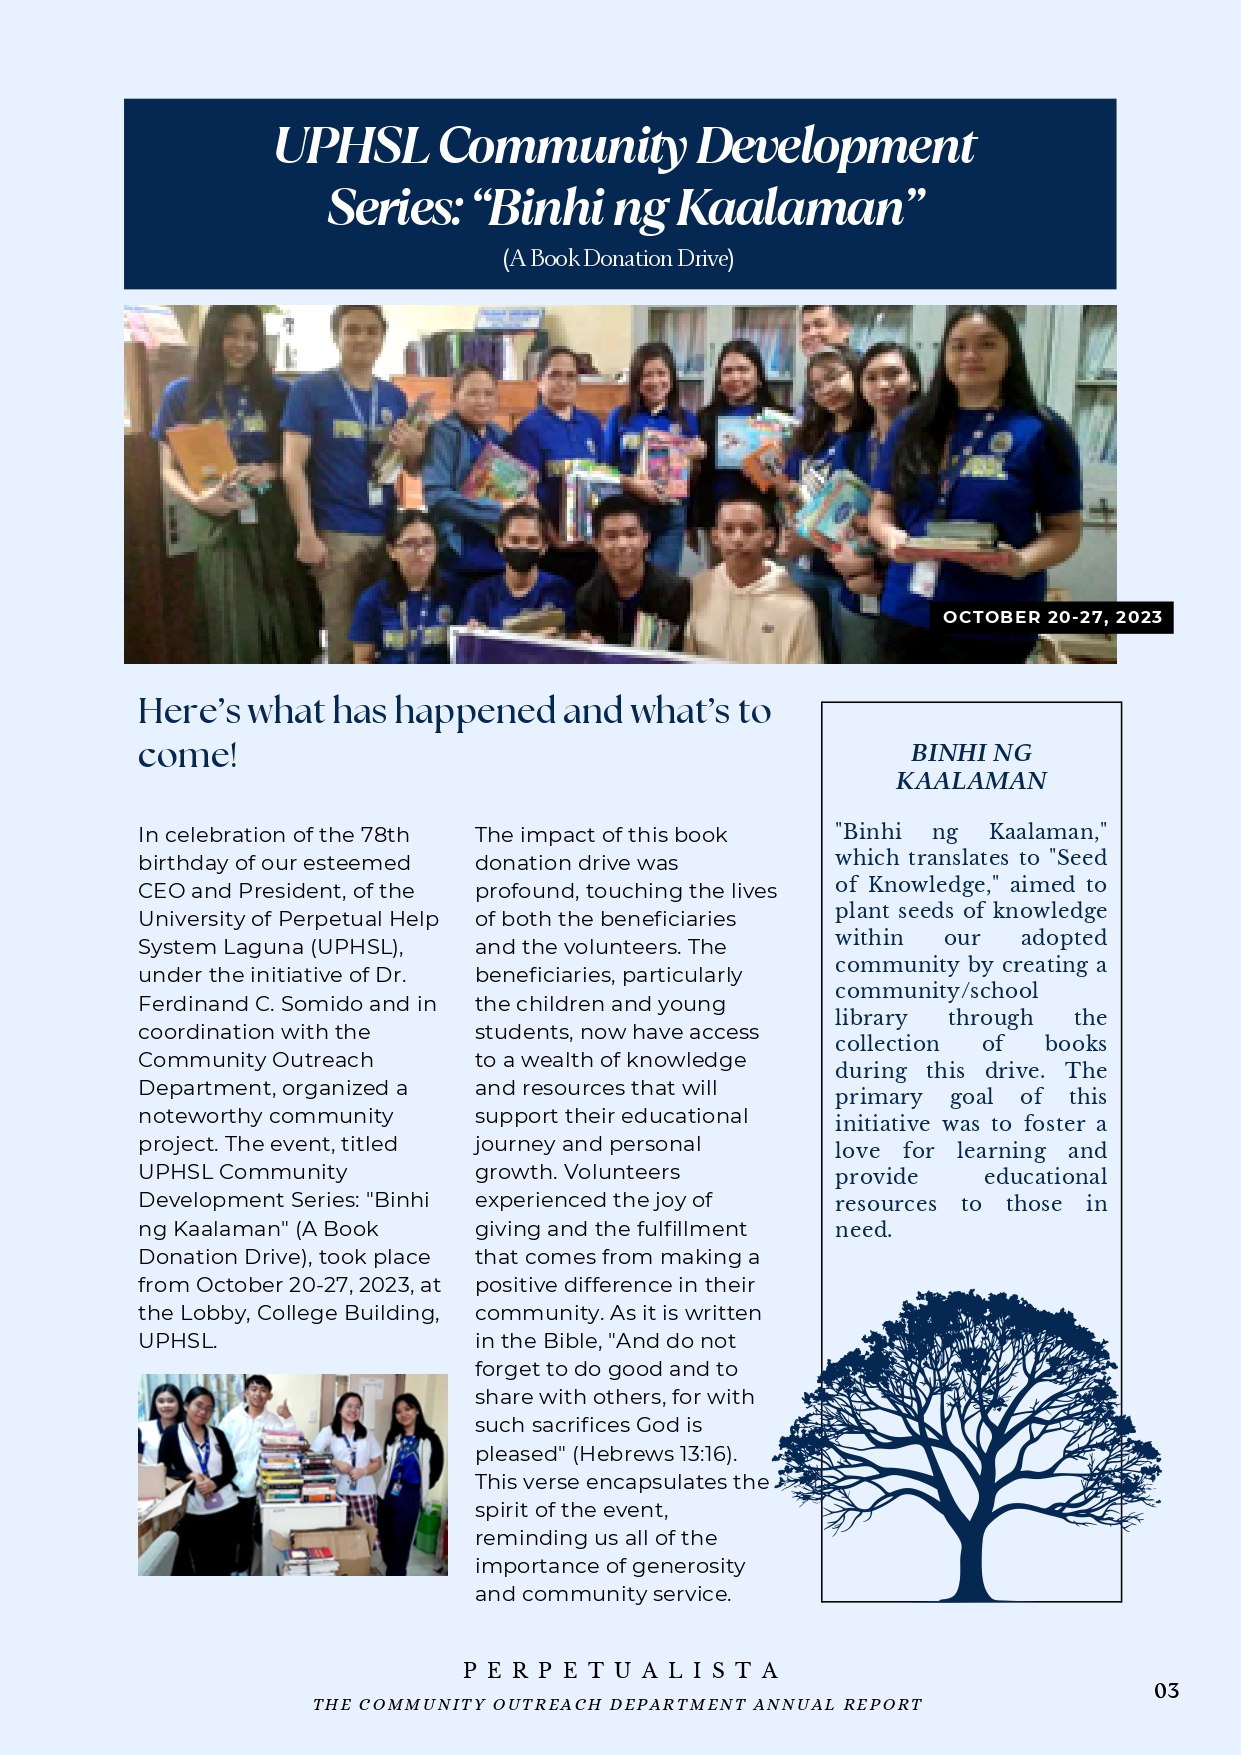 UPHSL Community Development
Series: “Binhi ng Kaalaman”
(A Book Donation Drive)
OCTOBER 20-27, 2023
Here’s what has happened and what’s to
come!
In celebration of the 78th
birthday of our esteemed
CEO and President, of the
University of Perpetual Help
System Laguna (UPHSL),
under the initiative of Dr.
Ferdinand C. Somido and in
coordination with the
Community Outreach
Department, organized a
noteworthy community
project. The event, titled
UPHSL Community
Development Series: "Binhi
ng Kaalaman" (A Book
Donation Drive), took place
from October 20-27, 2023, at
the Lobby, College Building,
UPHSL.
The impact of this book
donation drive was
profound, touching the lives
of both the beneficiaries
and the volunteers. The
beneficiaries, particularly
the children and young
students, now have access
to a wealth of knowledge
and resources that will
support their educational
journey and personal
growth. Volunteers
experienced the joy of
giving and the fulfillment
that comes from making a
positive difference in their
community. As it is written
in the Bible, "And do not
forget to do good and to
share with others, for with
such sacrifices God is
pleased" (Hebrews 13:16).
This verse encapsulates the
spirit of the event,
reminding us all of the
importance of generosity
and community service.
BINHI NG
KAALAMAN
"Binhi ng Kaalaman,"
which translates to "Seed
of Knowledge," aimed to
plant seeds of knowledge
within our adopted
community by creating a
community/school
library through the
collection of books
during this drive. The
primary goal of this
initiative was to foster a
love for learning and
provide educational
resources to those in
need.
PERPETUALISTA
THE COMMUNITY OUTREACH DEPARTMENT ANNUAL REPORT
03